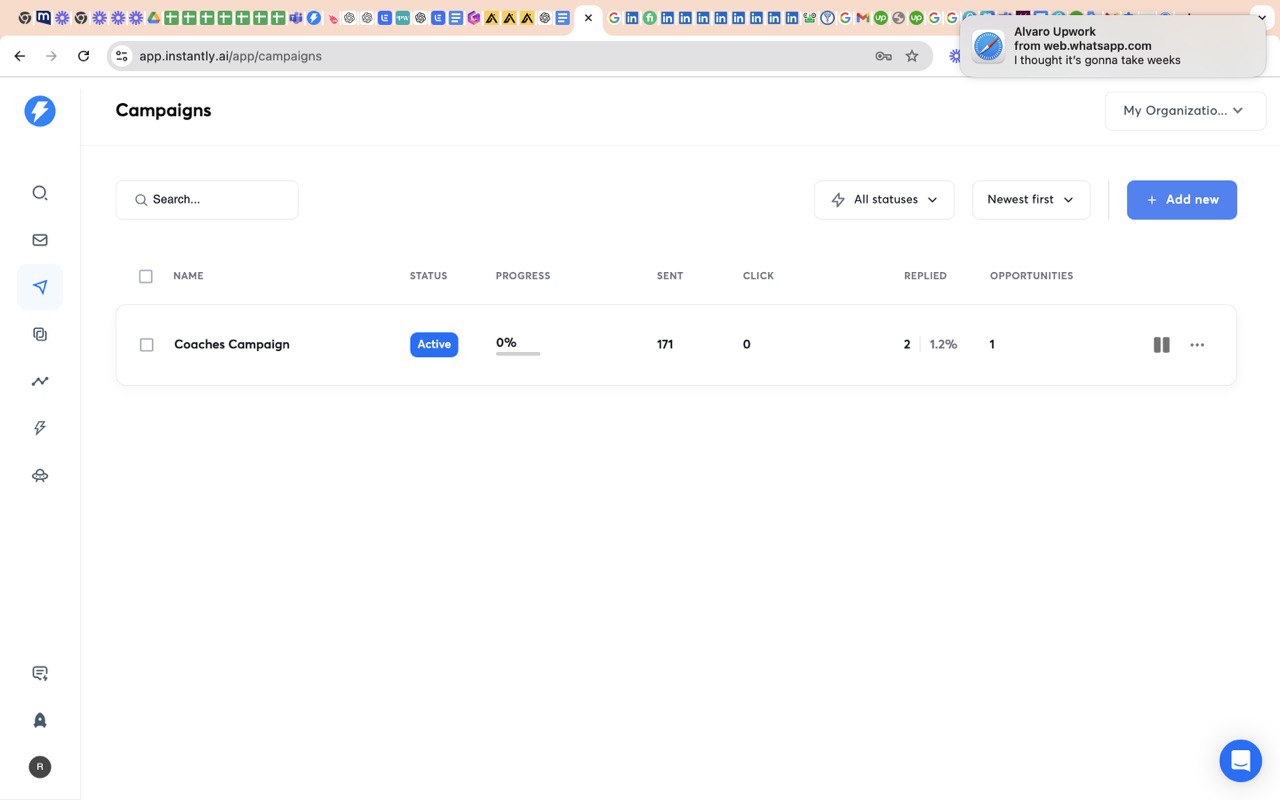 app.instantly.ai/app/campaigns
Alvaro Upwork
from web.whatsapp.com
I thought it's gonna take weeks
Campaigns
My Organizatio...
Search...
All statuses
Newest first
+ Add new
NAME STATUS PROGRESS SENT CLICK REPLIED OPPORTUNITIES
Coaches Campaign Active 0% 171 0 2 1.2% 1
R